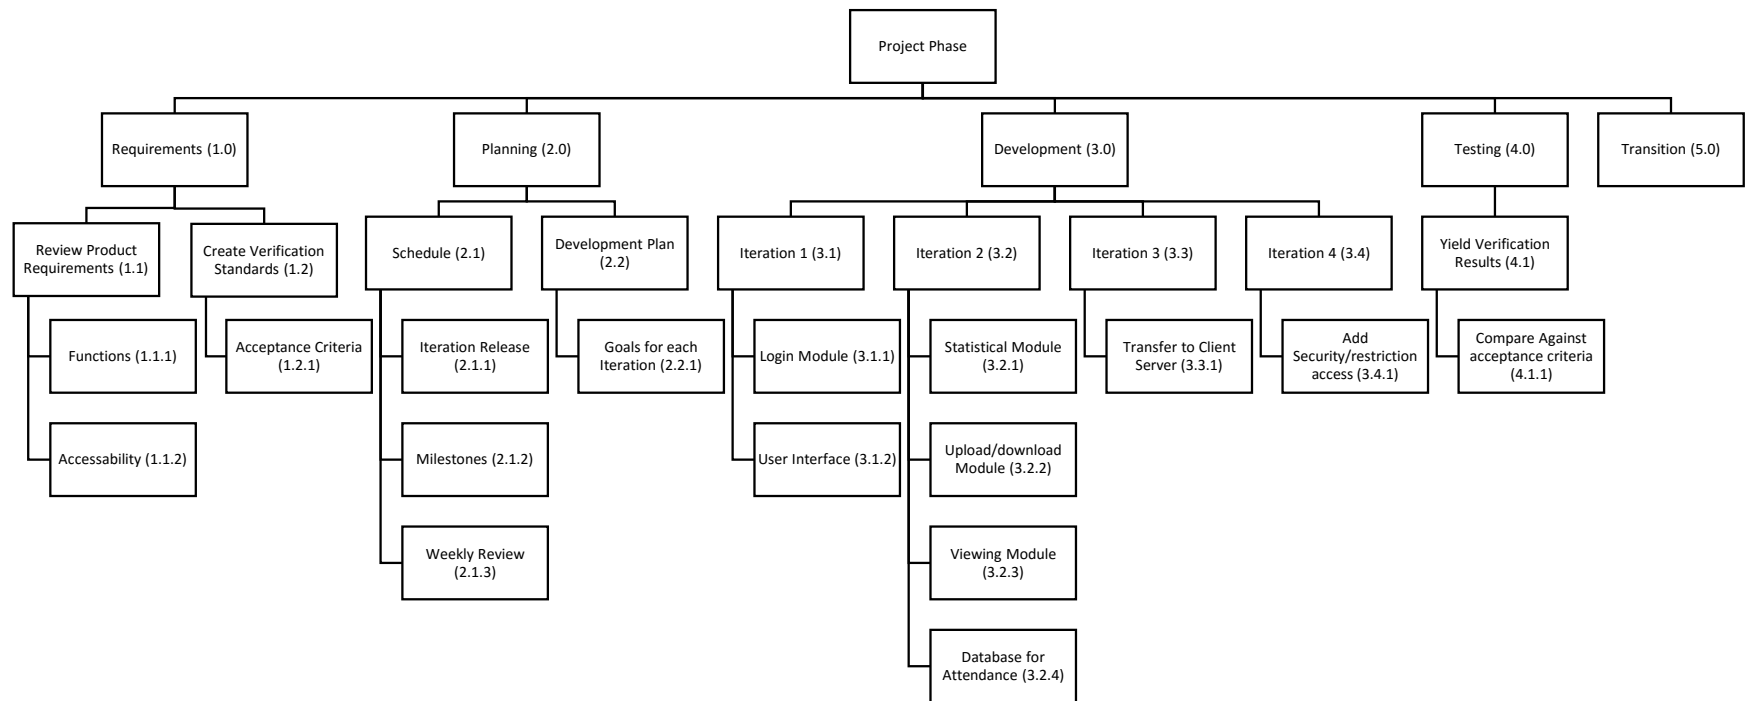 Project Phase
Requirements (1.0)
Planning (2.0)
Development (3.0)
Testing (4.0)
Transition (5.0)
Review Product
Requirements (1.1)
Create Verification
Standards (1.2)
Schedule (2.1)
Development Plan
(2.2)
Iteration 1 (3.1)
Iteration 2 (3.2)
Iteration 3 (3.3)
Iteration 4 (3.4)
Yield Verification
Results (4.1)
Functions (1.1.1)
Acceptance Criteria
(1.2.1)
Iteration Release
(2.1.1)
Goals for each
Iteration (2.2.1)
Login Module (3.1.1)
Statistical Module
(3.2.1)
Transfer to Client
Server (3.3.1)
Add
Security/restriction
access (3.4.1)
Compare Against
acceptance criteria
(4.1.1)
Accessability (1.1.2)
Milestones (2.1.2)
User Interface (3.1.2)
Upload/download
Module (3.2.2)
Weekly Review
(2.1.3)
Viewing Module
(3.2.3)
Database for
Attendance (3.2.4)